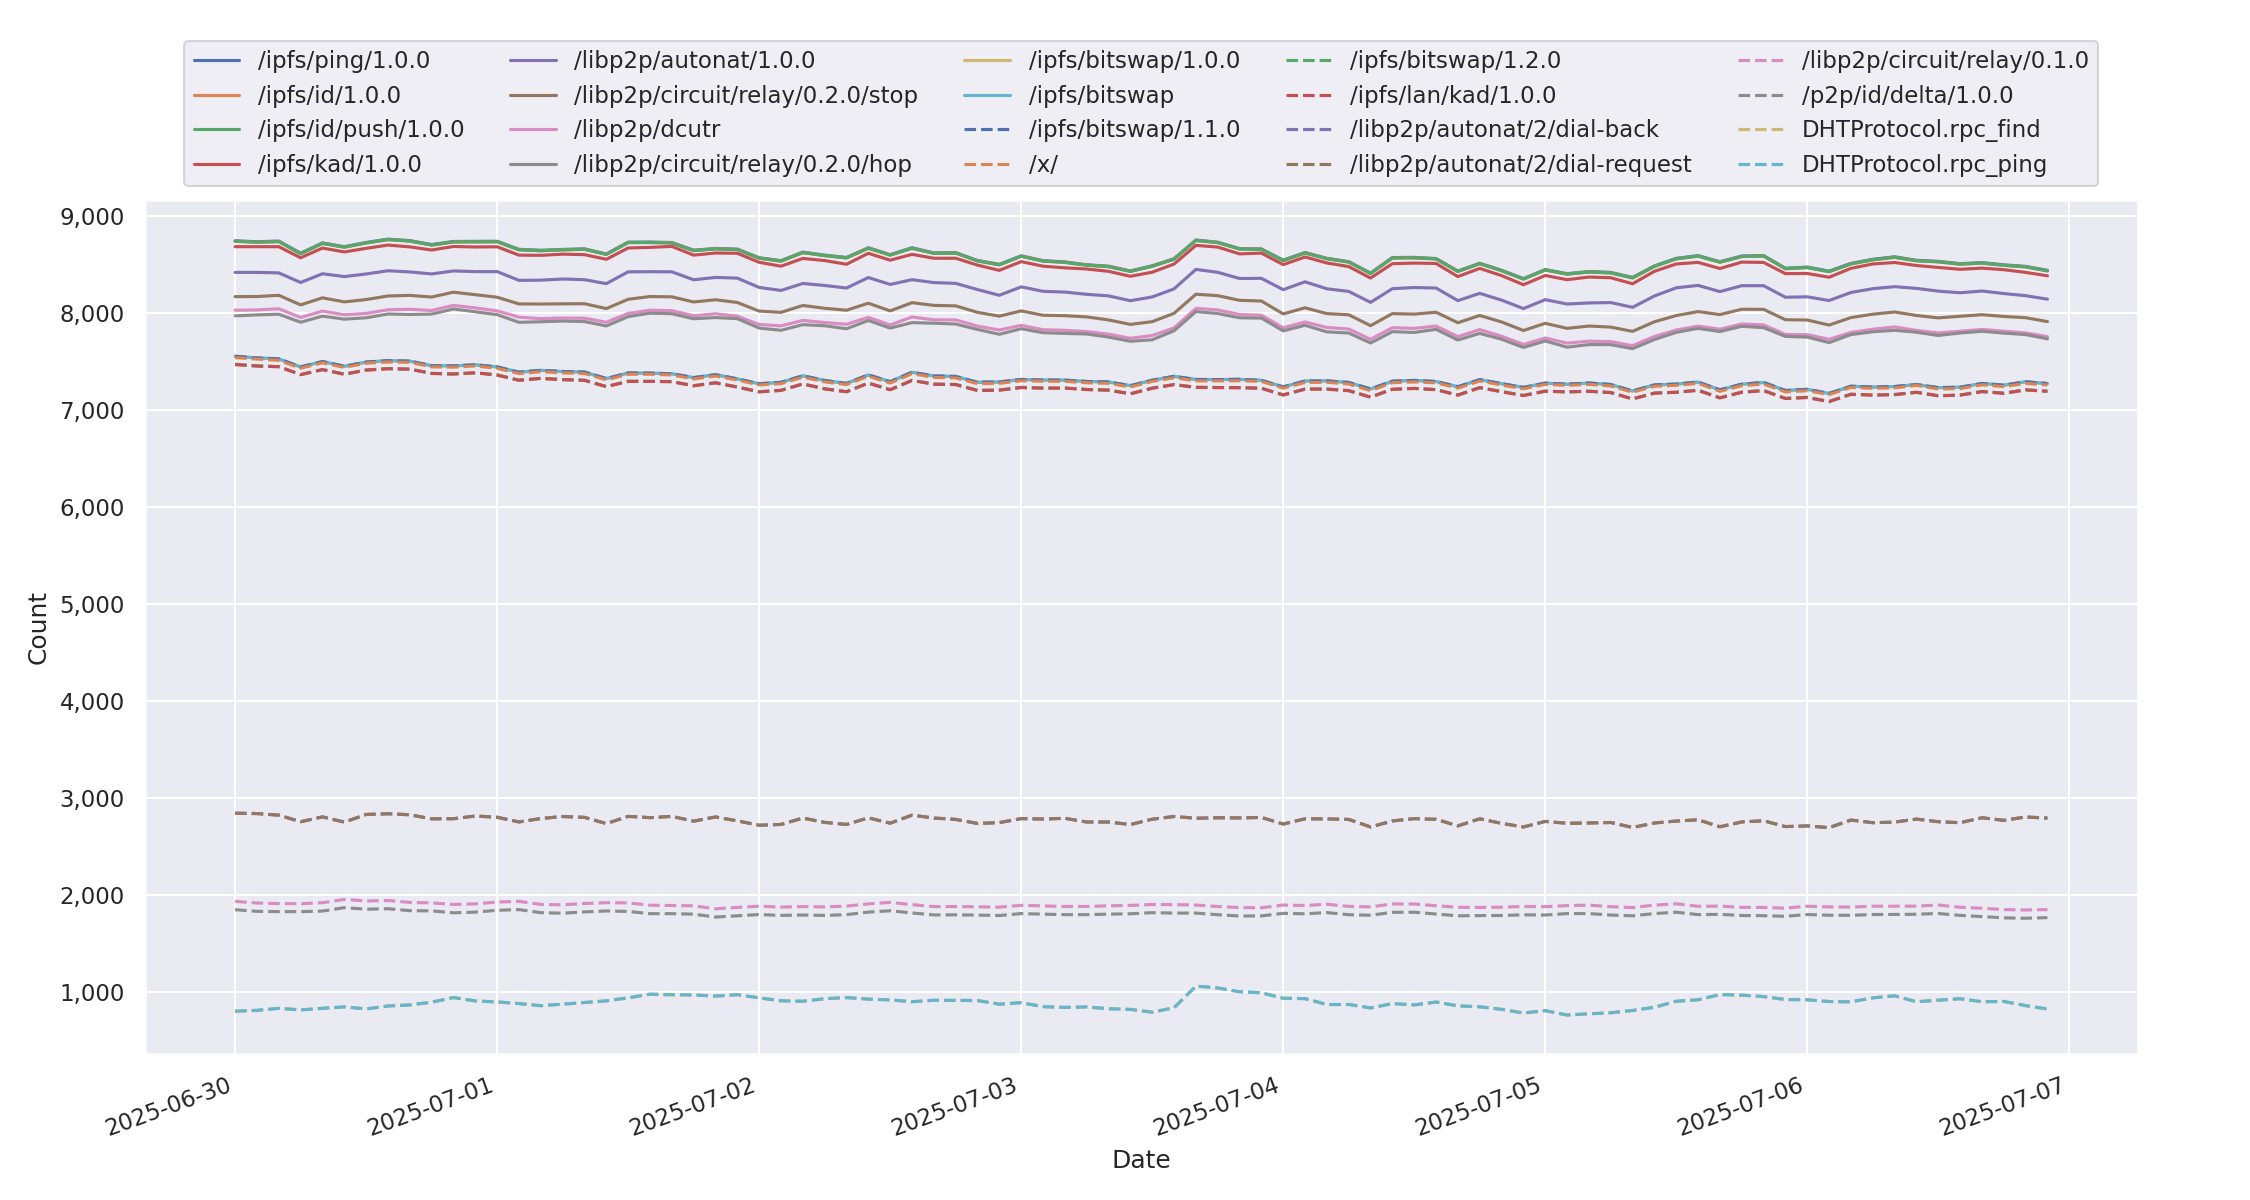 /ipfs/ping/1.0.0
/ipfs/id/1.0.0
/ipfs/id/push/1.0.0
/ipfs/kad/1.0.0
/libp2p/autonat/1.0.0
/libp2p/circuit/relay/0.2.0/stop
/libp2p/dcutr
/libp2p/circuit/relay/0.2.0/hop
/ipfs/bitswap/1.0.0
/ipfs/bitswap
/ipfs/bitswap/1.1.0
/x/
/ipfs/bitswap/1.2.0
/ipfs/lan/kad/1.0.0
/libp2p/autonat/2/dial-back
/libp2p/autonat/2/dial-request
/libp2p/circuit/relay/0.1.0
/p2p/id/delta/1.0.0
DHTProtocol.rpc_find
DHTProtocol.rpc_ping
9,000
8,000
7,000
6,000
5,000
4,000
3,000
2,000
1,000
Count
2025-06-30
2025-07-01
2025-07-02
2025-07-03
2025-07-04
2025-07-05
2025-07-06
2025-07-07
Date